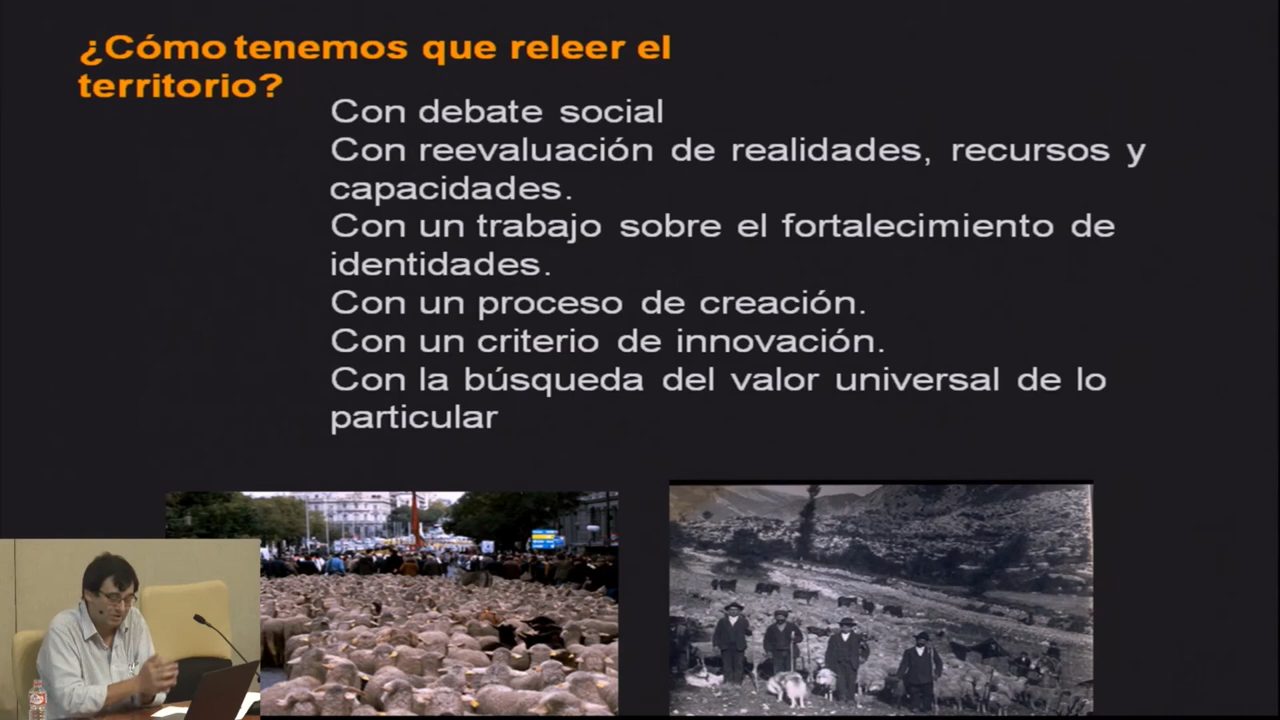 ¿Cómo tenemos que releer el
territorio?
Con debate social
Con reevaluación de realidades, recursos y
capacidades.
Con un trabajo sobre el fortalecimiento de
identidades.
Con un proceso de creación.
Con un criterio de innovación.
Con la búsqueda del valor universal de lo
particular